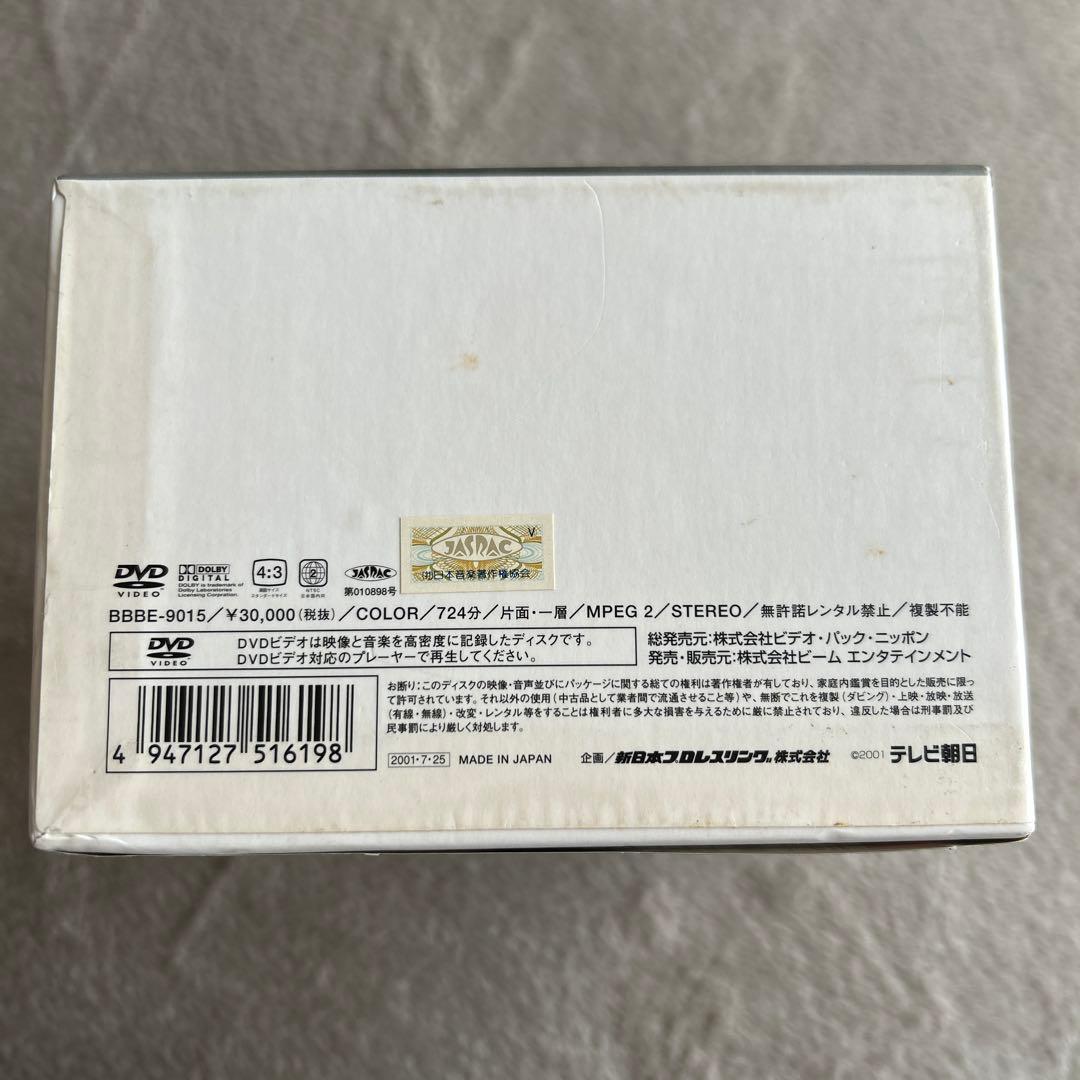 DVD VIDEO
DOLBY DIGITAL
DOLBY is trademark of Dolby Laboratories Licensing Corporation.
4:3
画面サイズ
スタンダードサイズ
2
NTSC
日本国内向
JASRAC
第010898号
V
JASRAC
(社)日本音楽著作権協会
BBBE-9015/¥30,000(税抜)/COLOR/724分/片面・一層/MPEG 2/STEREO/無許諾レンタル禁止/複製不能
DVD VIDEO
DVDビデオは映像と音楽を高密度に記録したディスクです。
DVDビデオ対応のプレーヤーで再生してください。
総発売元:株式会社ビデオ・パック・ニッポン
発売・販売元:株式会社ビーム エンタテインメント
お断り:このディスクの映像・音声並びにパッケージに関する総ての権利は著作権者が有しており、家庭内鑑賞を目的とした販売に限っ
て許可されています。それ以外の使用(中古品として業者間で流通させること等)や、無断でこれを複製(ダビング)・上映・放映・放送
(有線・無線)・改変・レンタル等をすることは権利者に多大な損害を与えるために厳に禁止されており、違反した場合は刑事罰及び
民事罰により厳しく対処します。
4 947127 516198
2001・7・25 MADE IN JAPAN 企画/新日本プロレスリング株式会社 ©2001 テレビ朝日